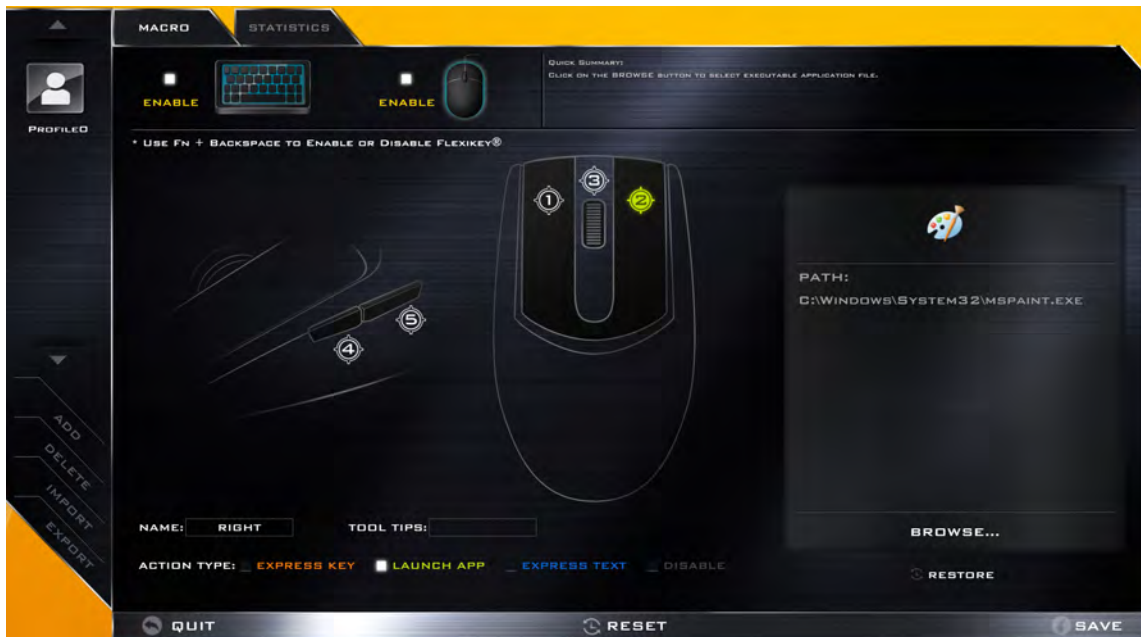 MACRO
STATISTICS
PROFILE0
ENABLE
ENABLE
QUICK SUMMARY:
CLICK ON THE BROWSE BUTTON TO SELECT EXECUTABLE APPLICATION FILE.
* USE FN + BACKSPACE TO ENABLE OR DISABLE FLEXIKEY®
1
3
2
5
4
PATH:
C:\WINDOWS\SYSTEM32\MSPAINT.EXE
BROWSE...
RESTORE
ADD
DELETE
IMPORT
EXPORT
NAME: RIGHT TOOL TIPS:
ACTION TYPE: EXPRESS KEY LAUNCH APP EXPRESS TEXT DISABLE
QUIT RESET SAVE